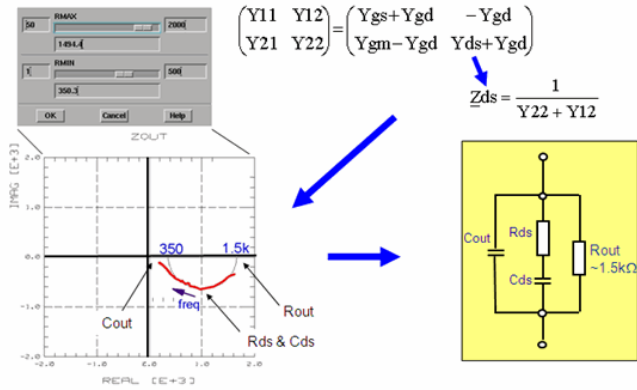 RMAX
50 2000
1494.4
RMIN
1 500
350.3
OK Cancel Help
(Y11 Y12) = (Ygs+Ygd -Ygd)
(Y21 Y22) (Ygm-Ygd Yds+Ygd)
Zds = 1
Y22 + Y12
ZOUT
IMAG [E+3]
2.0
1.0
0.0
-1.0
-2.0
350 1.5k
freq
Cout
Rout
Rds & Cds
-2.0 -1.0 0.0 1.0 2.0
REAL [E+3]
Cout
Rds
Cds
Rout
~1.5kΩ